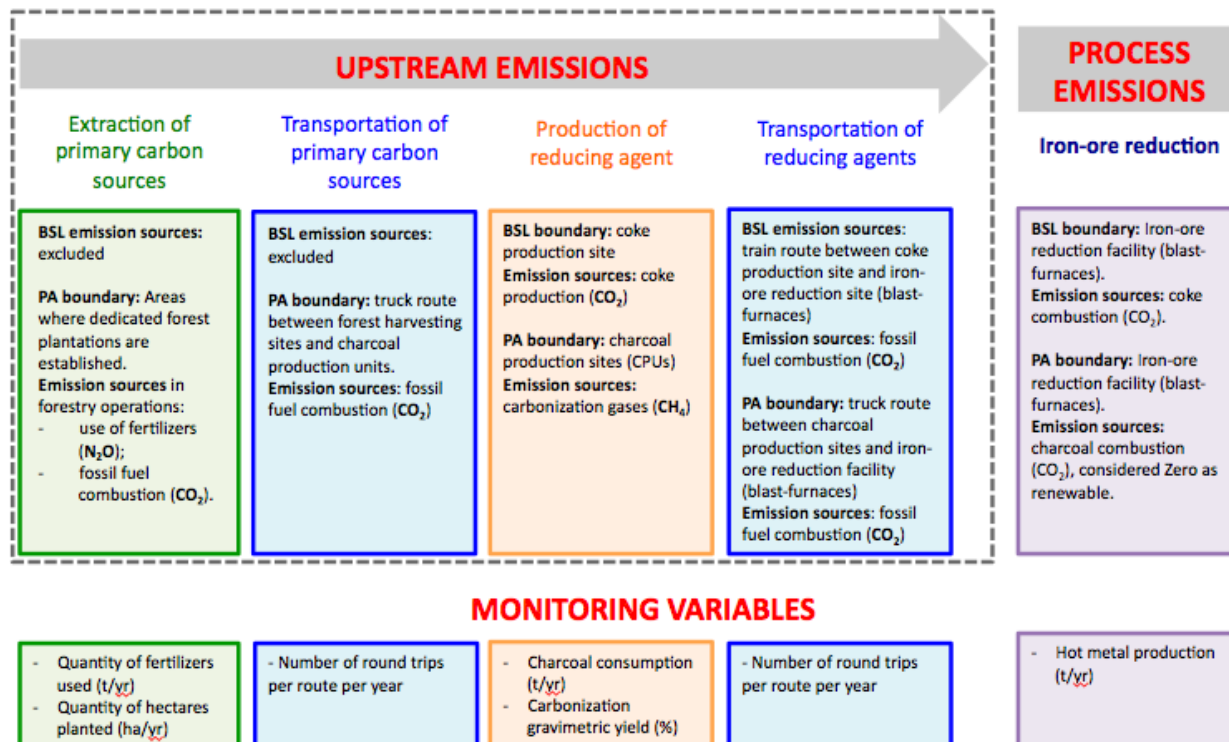 UPSTREAM EMISSIONS
PROCESS
EMISSIONS
Extraction of
primary carbon
sources
Transportation of
primary carbon
sources
Production of
reducing agent
Transportation of
reducing agents
Iron-ore reduction
BSL emission sources:
excluded
PA boundary: Areas
where dedicated forest
plantations are
established.
Emission sources in
forestry operations:
- use of fertilizers
(N₂O);
- fossil fuel
combustion (CO₂).
BSL emission sources:
excluded
PA boundary: truck route
between forest harvesting
sites and charcoal
production units.
Emission sources: fossil
fuel combustion (CO₂)
BSL boundary: coke
production site
Emission sources: coke
production (CO₂)
PA boundary: charcoal
production sites (CPUs)
Emission sources:
carbonization gases (CH₄)
BSL emission sources:
train route between coke
production site and iron-
ore reduction site (blast-
furnaces)
Emission sources: fossil
fuel combustion (CO₂)
PA boundary: truck route
between charcoal
production sites and iron-
ore reduction facility
(blast-furnaces)
Emission sources: fossil
fuel combustion (CO₂)
BSL boundary: Iron-ore
reduction facility (blast-
furnaces).
Emission sources: coke
combustion (CO₂).
PA boundary: Iron-ore
reduction facility (blast-
furnaces).
Emission sources:
charcoal combustion
(CO₂), considered Zero as
renewable.
MONITORING VARIABLES
- Quantity of fertilizers
used (t/yr)
- Quantity of hectares
planted (ha/yr)
- Number of round trips
per route per year
- Charcoal consumption
(t/yr)
- Carbonization
gravimetric yield (%)
- Number of round trips
per route per year
- Hot metal production
(t/yr)